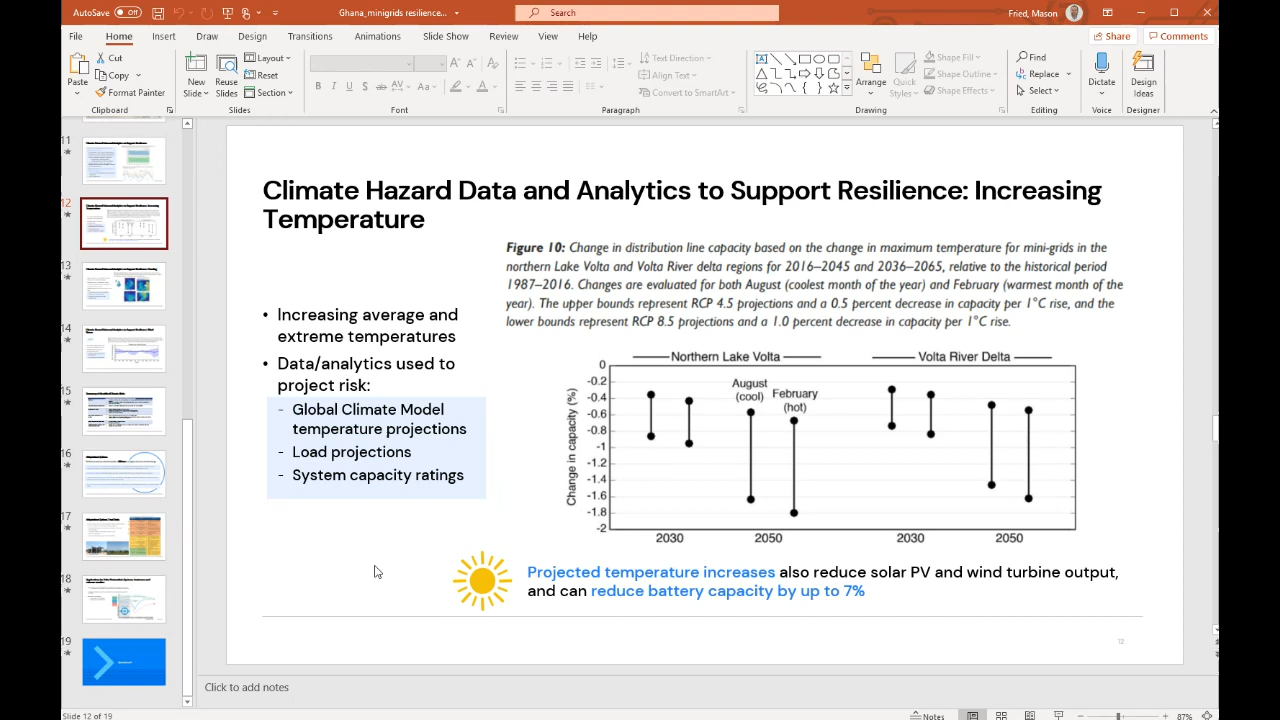 AutoSave Off
Ghana_minigrids resilience...
Search
Fried, Mason
File Home Insert Draw Design Transitions Animations Slide Show Review View Help
Share Comments
Paste
Cut
Copy
Format Painter
Clipboard
New Slide
Reuse Slides
Layout
Reset
Section
Slides
B I U S ab AV Aa A
Font
Text Direction
Align Text
Convert to SmartArt
Paragraph
Arrange
Quick Styles
Shape Fill
Shape Outline
Shape Effects
Drawing
Find
Replace
Select
Editing
Dictate
Voice
Design Ideas
Designer
11
12
13
14
15
16
17
18
19
Climate Hazard Data and Analytics to Support Resilience: Increasing
Temperature
Figure 10: Change in distribution line capacity based on the change in maximum temperature for mini-grids in the
northern Lake Volta and Volta River delta regions for 2016–2045 and 2036–2065, relative to the historical period
1987–2016. Changes are evaluated for both August (coolest month of the year) and February (warmest month of the
year). The upper bounds represent RCP 4.5 projections and a 0.5 percent decrease in capacity per 1°C rise, and the
lower bounds represent RCP 8.5 projections and a 1.0 percent decrease in capacity per 1°C rise.
• Increasing average and
extreme temperatures
• Data/analytics used to
project risk:
- Global Climate Model
temperature projections
- Load projections
- System capacity ratings
Northern Lake Volta
Volta River Delta
August
(cool)
February
(hot)
Change in capacity (%)
0
-0.2
-0.4
-0.6
-0.8
-1
-1.2
-1.4
-1.6
-1.8
-2
2030 2050 2030 2050
Projected temperature increases also reduce solar PV and wind turbine output,
and can reduce battery capacity by up to 7%
12
Click to add notes
Slide 12 of 19
Notes
87%